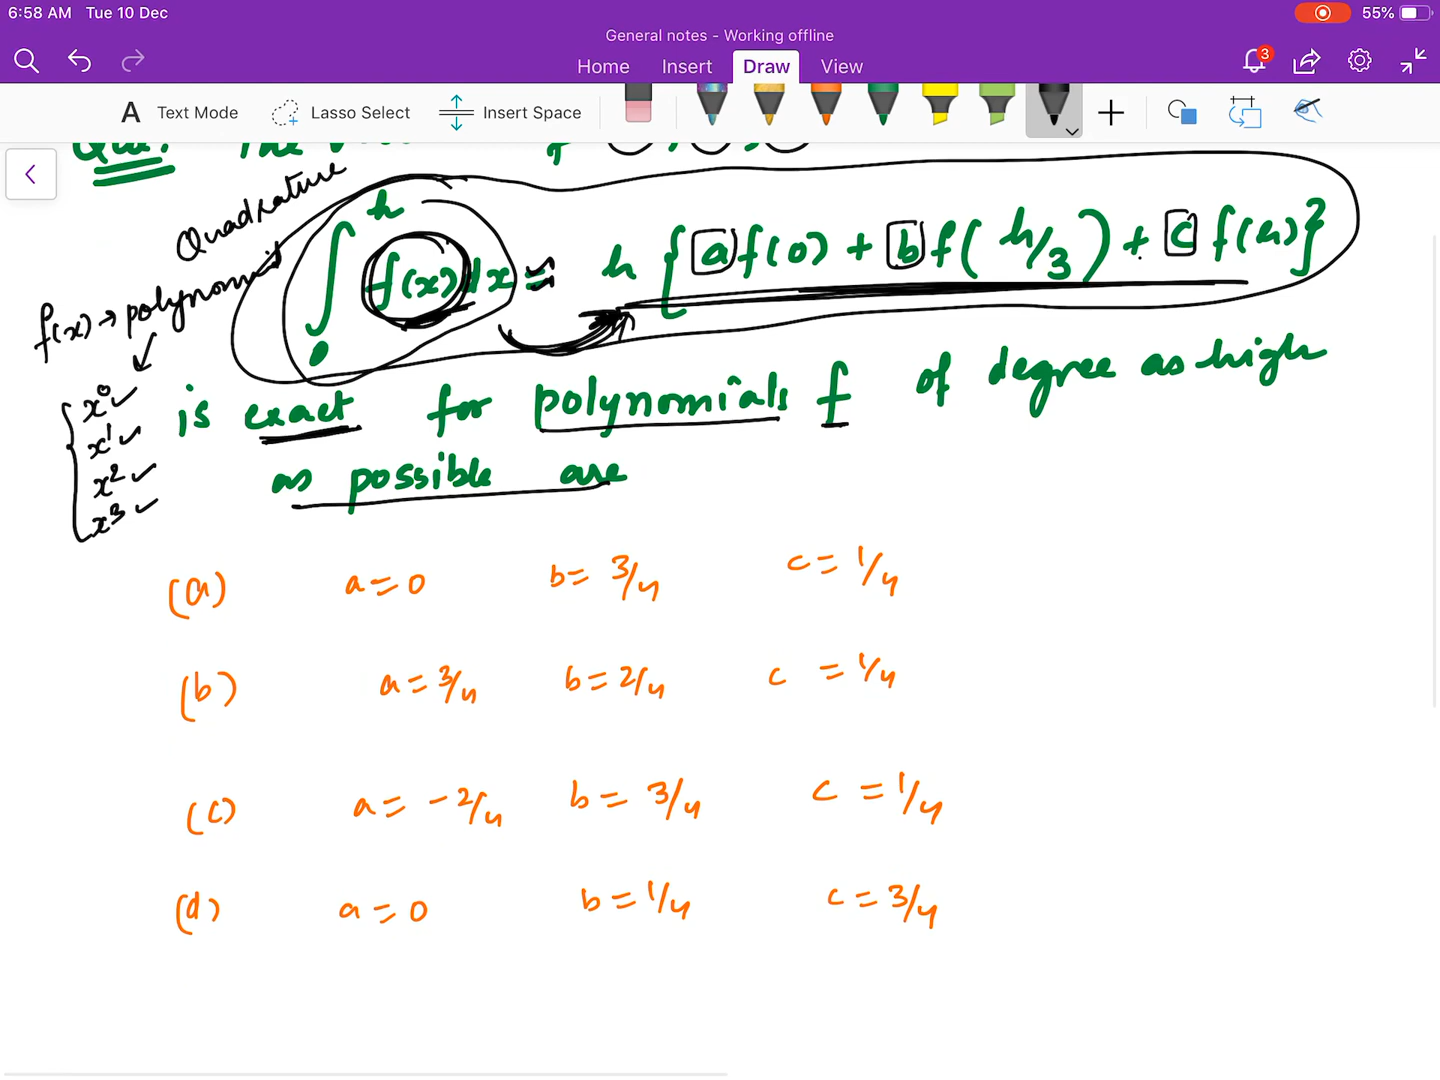 6:58 AM Tue 10 Dec
55%
General notes - Working offline
Home Insert Draw View
3
A Text Mode Lasso Select Insert Space
Que: The
Quadrature
∫₀ʰ f(x) dx ≈ h { a f(0) + b f(h/3) + c f(h) }
f(x) → polynomial
x⁰ ✓
x¹ ✓
x² ✓
x³ ✓
is exact for polynomials f of degree as high
as possible are
(a) a = 0 b = 3/4 c = 1/4
(b) a = 3/4 b = 2/4 c = 1/4
(c) a = -2/4 b = 3/4 c = 1/4
(d) a = 0 b = 1/4 c = 3/4